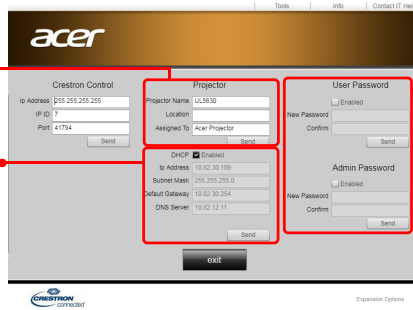 Tools Info Contact IT Hel
acer
Crestron Control
Ip Address 255.255.255.255
IP ID 7
Port 41794
Send
Projector
Projector Name UL5630
Location
Assigned To Acer Projector
Send
DHCP Enabled
Ip Address 10.82.30.109
Subnet Mask 255.255.255.0
Default Gateway 10.82.30.254
DNS Server 10.82.12.11
Send
User Password
Enabled
New Password
Confirm
Send
Admin Password
Enabled
New Password
Confirm
Send
exit
CRESTRON
connected
Expansion Options